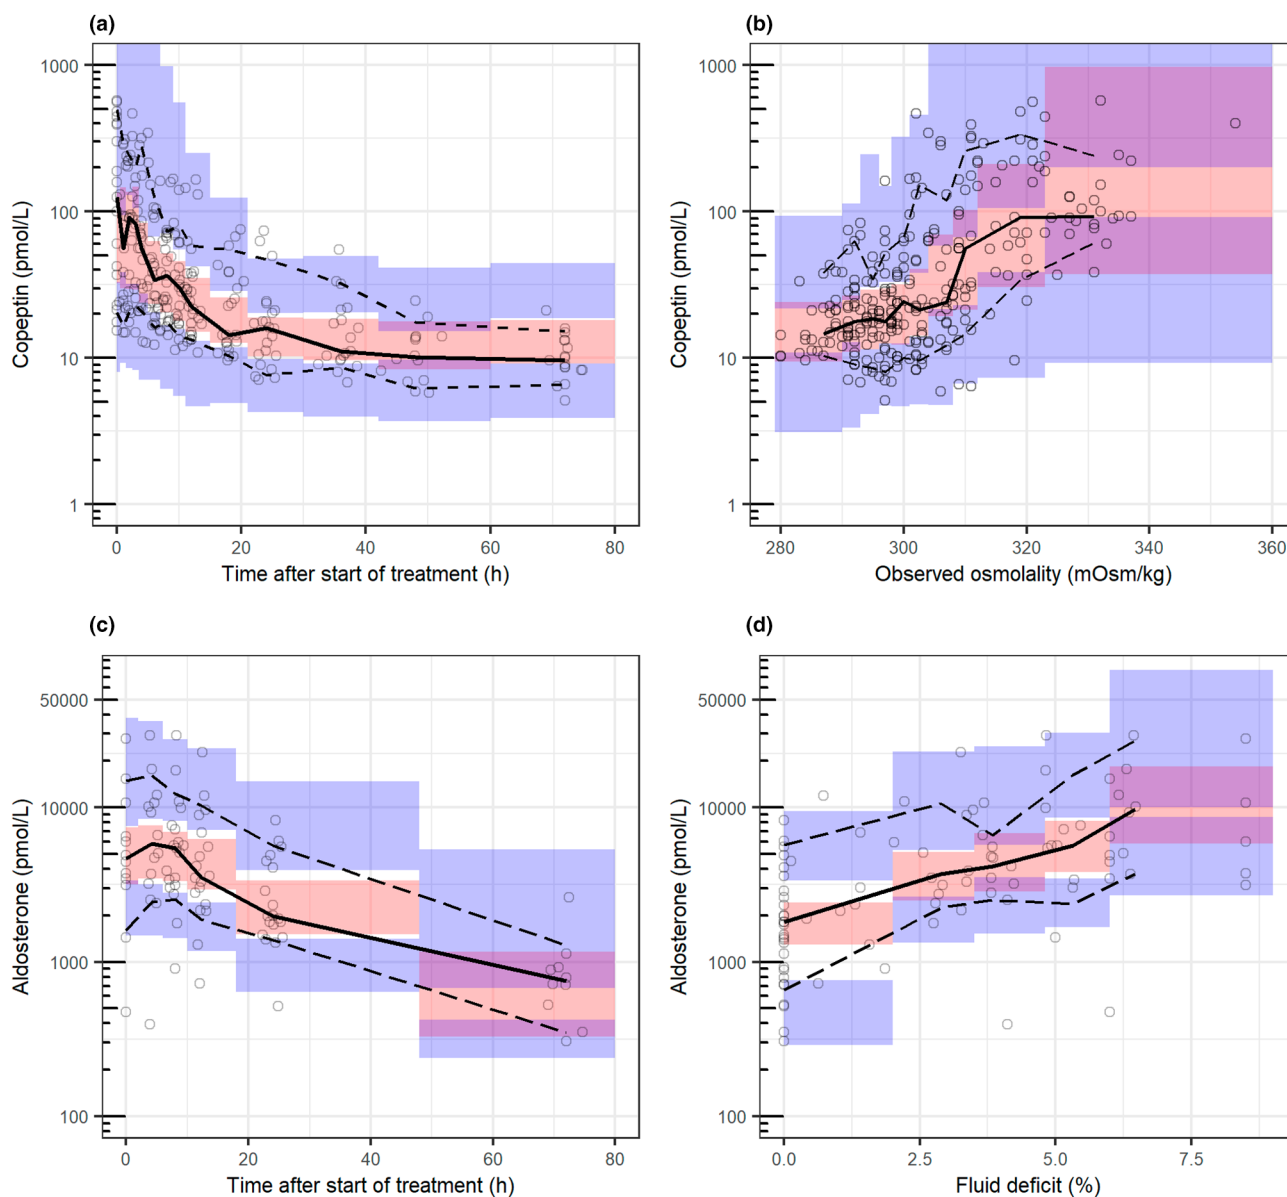 (a)
Copeptin (pmol/L)
1000
100
10
1
0 20 40 60 80
Time after start of treatment (h)
(b)
Copeptin (pmol/L)
1000
100
10
1
280 300 320 340 360
Observed osmolality (mOsm/kg)
(c)
Aldosterone (pmol/L)
50000
10000
1000
100
0 20 40 60 80
Time after start of treatment (h)
(d)
Aldosterone (pmol/L)
50000
10000
1000
100
0.0 2.5 5.0 7.5
Fluid deficit (%)